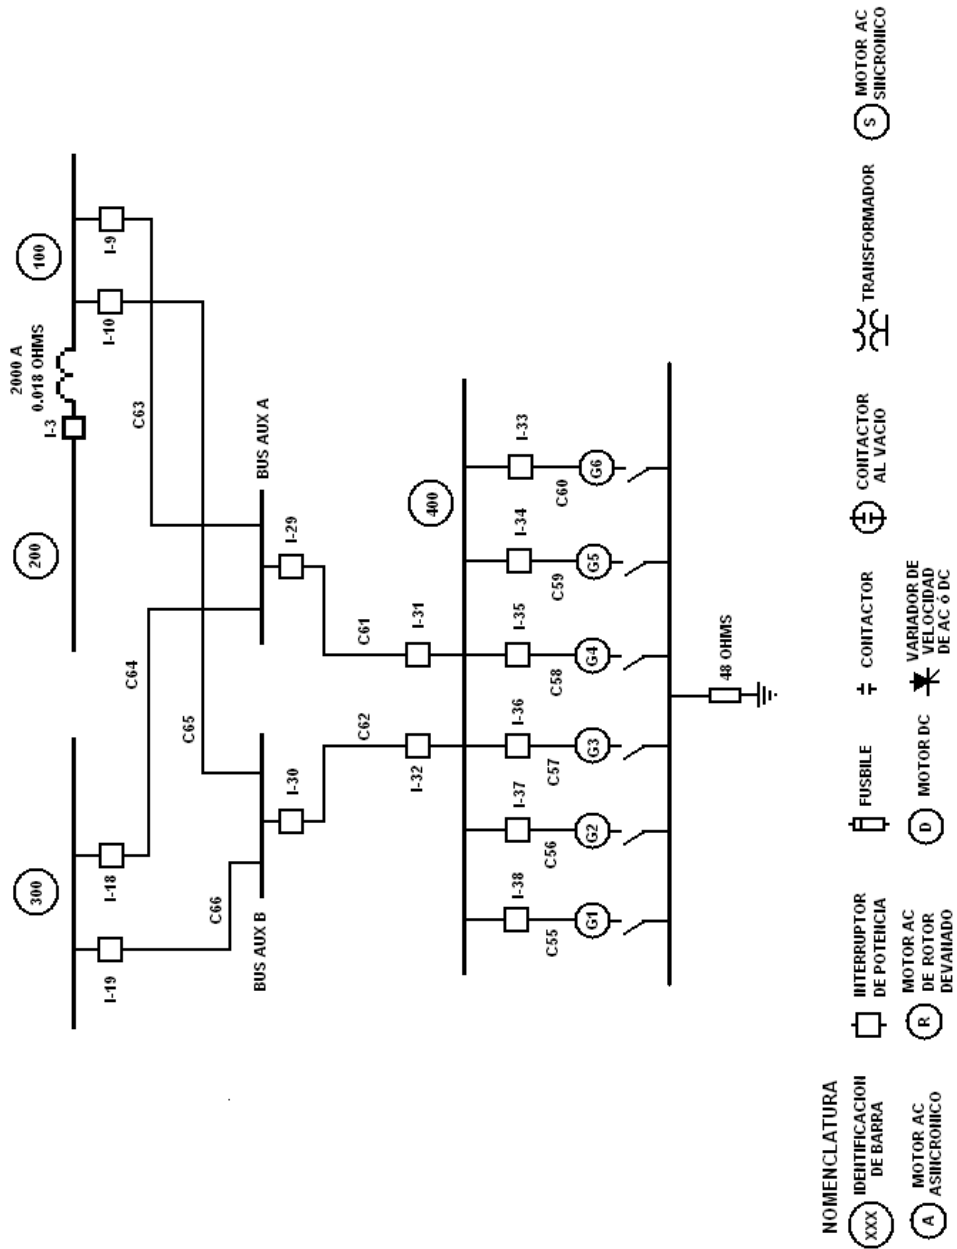 2000 A
0.018 OHMS
I-3
100
200
300
400
I-9
I-10
I-18
I-19
C63
C64
C65
C66
BUS AUX A
BUS AUX B
I-29
I-30
C61
C62
I-31
I-32
I-33
I-34
I-35
I-36
I-37
I-38
C60
C59
C58
C57
C56
C55
G6
G5
G4
G3
G2
G1
48 OHMS
NOMENCLATURA
XXX
IDENTIFICACION
DE BARRA
INTERRUPTOR
DE POTENCIA
FUSBILE
CONTACTOR
CONTACTOR
AL VACIO
TRANSFORMADOR
S
MOTOR AC
SINCRONICO
A
MOTOR AC
ASINCRONICO
R
MOTOR AC
DE ROTOR
DEVANADO
D
MOTOR DC
VARIADOR DE
VELOCIDAD
DE AC ó DC